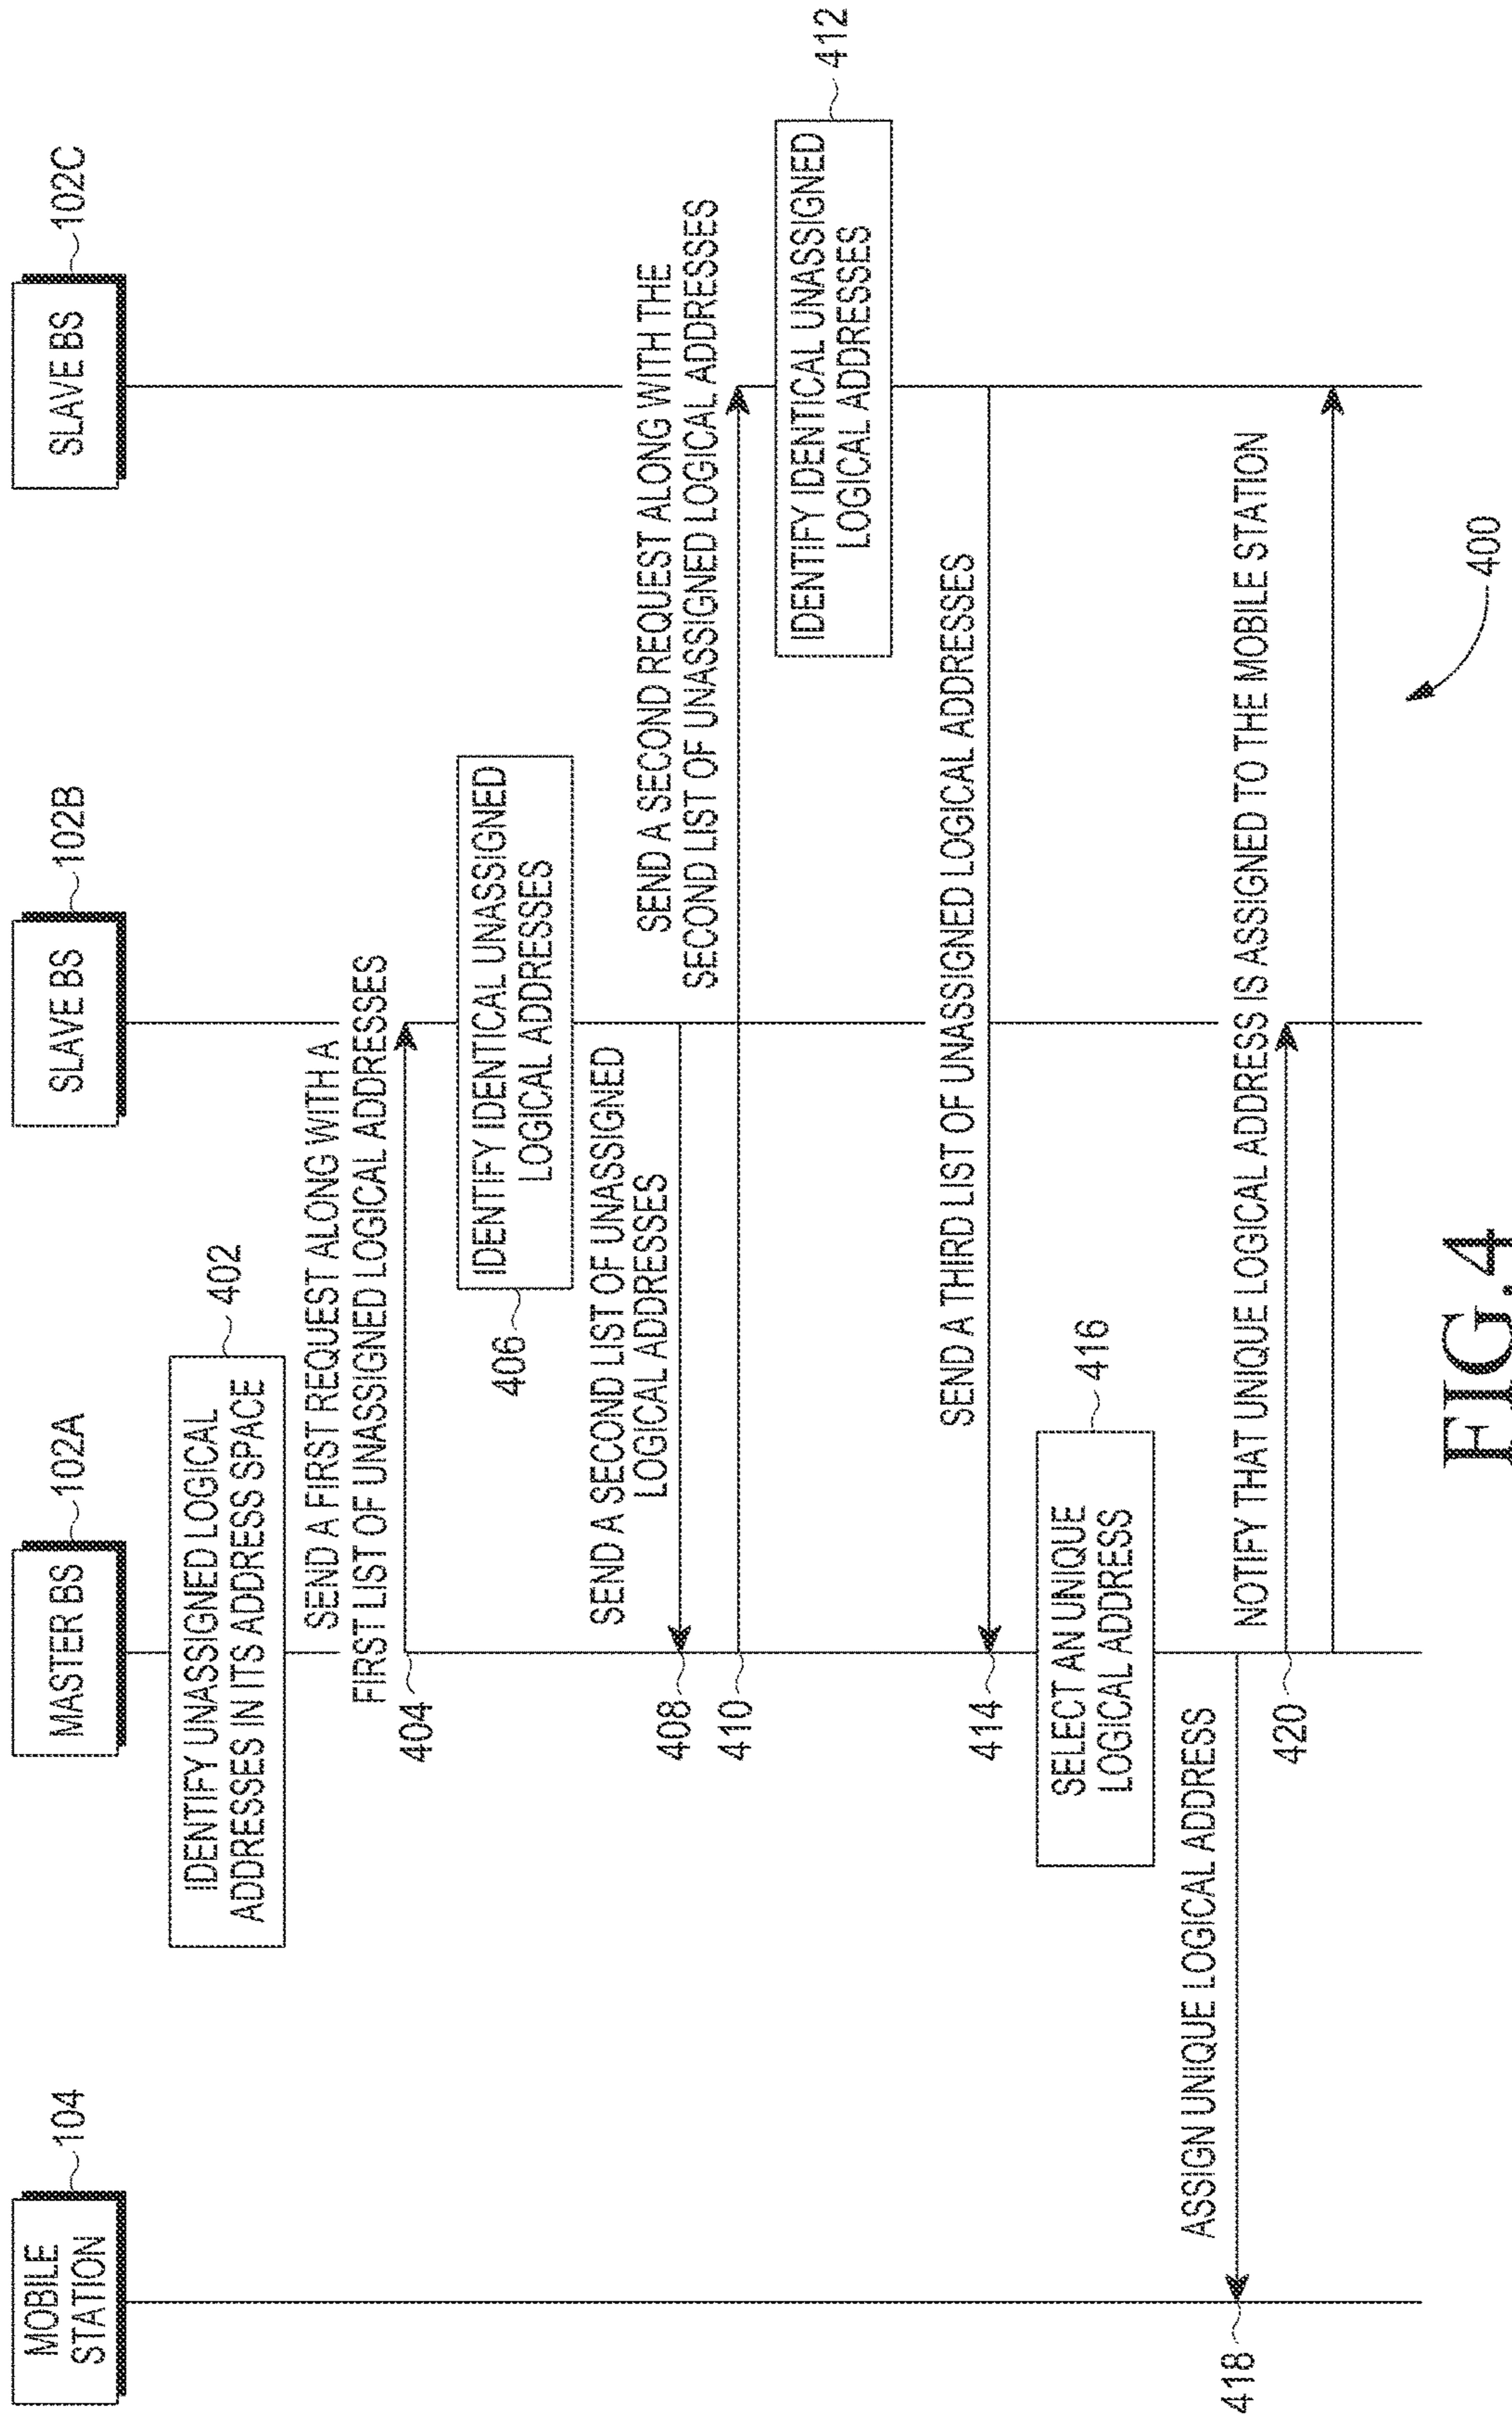 MOBILE
STATION
104
MASTER BS
102A
SLAVE BS
102B
SLAVE BS
102C
IDENTIFY UNASSIGNED LOGICAL
ADDRESSES IN ITS ADDRESS SPACE
402
SEND A FIRST REQUEST ALONG WITH A
FIRST LIST OF UNASSIGNED LOGICAL ADDRESSES
404
IDENTIFY IDENTICAL UNASSIGNED
LOGICAL ADDRESSES
406
SEND A SECOND LIST OF UNASSIGNED
LOGICAL ADDRESSES
408
SEND A SECOND REQUEST ALONG WITH THE
SECOND LIST OF UNASSIGNED LOGICAL ADDRESSES
410
IDENTIFY IDENTICAL UNASSIGNED
LOGICAL ADDRESSES
412
SEND A THIRD LIST OF UNASSIGNED LOGICAL ADDRESSES
414
SELECT AN UNIQUE
LOGICAL ADDRESS
416
ASSIGN UNIQUE LOGICAL ADDRESS
418
NOTIFY THAT UNIQUE LOGICAL ADDRESS IS ASSIGNED TO THE MOBILE STATION
420
400
FIG.4